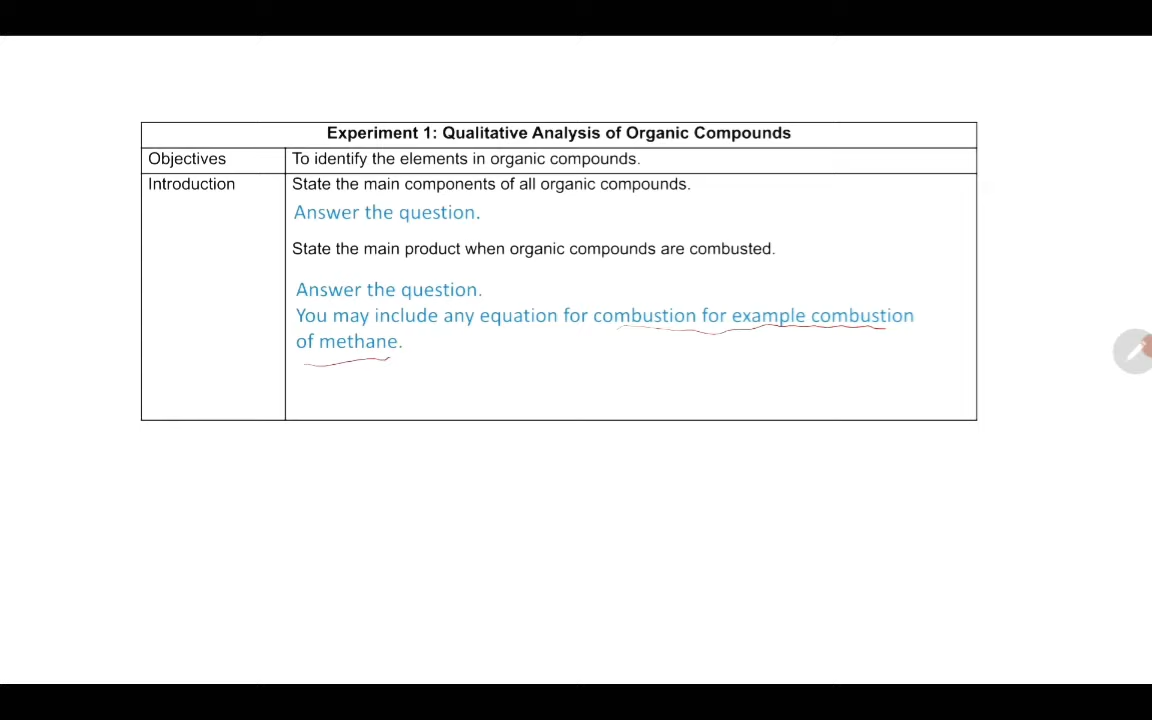 Experiment 1: Qualitative Analysis of Organic Compounds
Objectives
To identify the elements in organic compounds.
Introduction
State the main components of all organic compounds.
Answer the question.
State the main product when organic compounds are combusted.
Answer the question.
You may include any equation for combustion for example combustion
of methane.